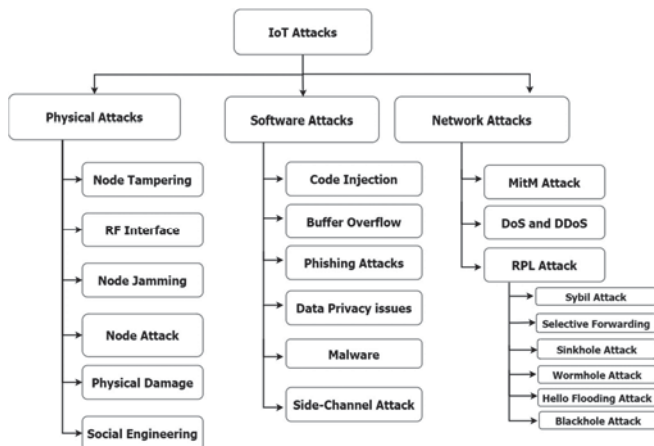 IoT Attacks
Physical Attacks
Software Attacks
Network Attacks
Node Tampering
RF Interface
Node Jamming
Node Attack
Physical Damage
Social Engineering
Code Injection
Buffer Overflow
Phishing Attacks
Data Privacy issues
Malware
Side-Channel Attack
MitM Attack
DoS and DDoS
RPL Attack
Sybil Attack
Selective Forwarding
Sinkhole Attack
Wormhole Attack
Hello Flooding Attack
Blackhole Attack